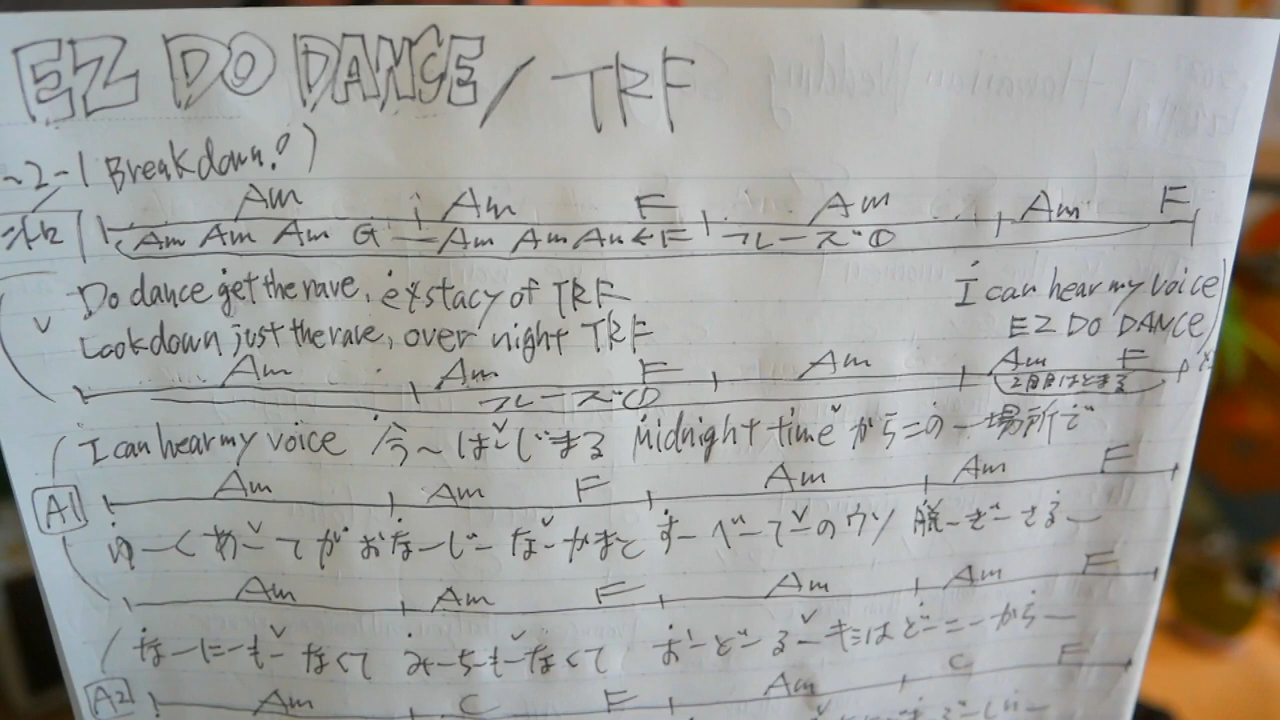 EZ DO DANCE / TRF
-2-1 Breakdown!)
Am Am F Am Am F
Am Am Am G Am Am Am ← F フレーズ①
Do dance get the rave, exstacy of TRF I can hear my voice
Lookdown just the rave, over night TRF EZ DO DANCE
Am Am F Am Am F
フレーズ① 2回目はとまる
I can hear my voice 今～はーじまる Midnight time からこの一場所で
A1 Am Am F Am Am F
ゆーくあーてが おなーじーなーかまと すーべーてーのウソ 脱ーぎーさるー
Am Am F Am Am F
なーにーもーなくて みーちーもーなくて おーどーるーキミはどーこーからー
A2 Am C F Am C F